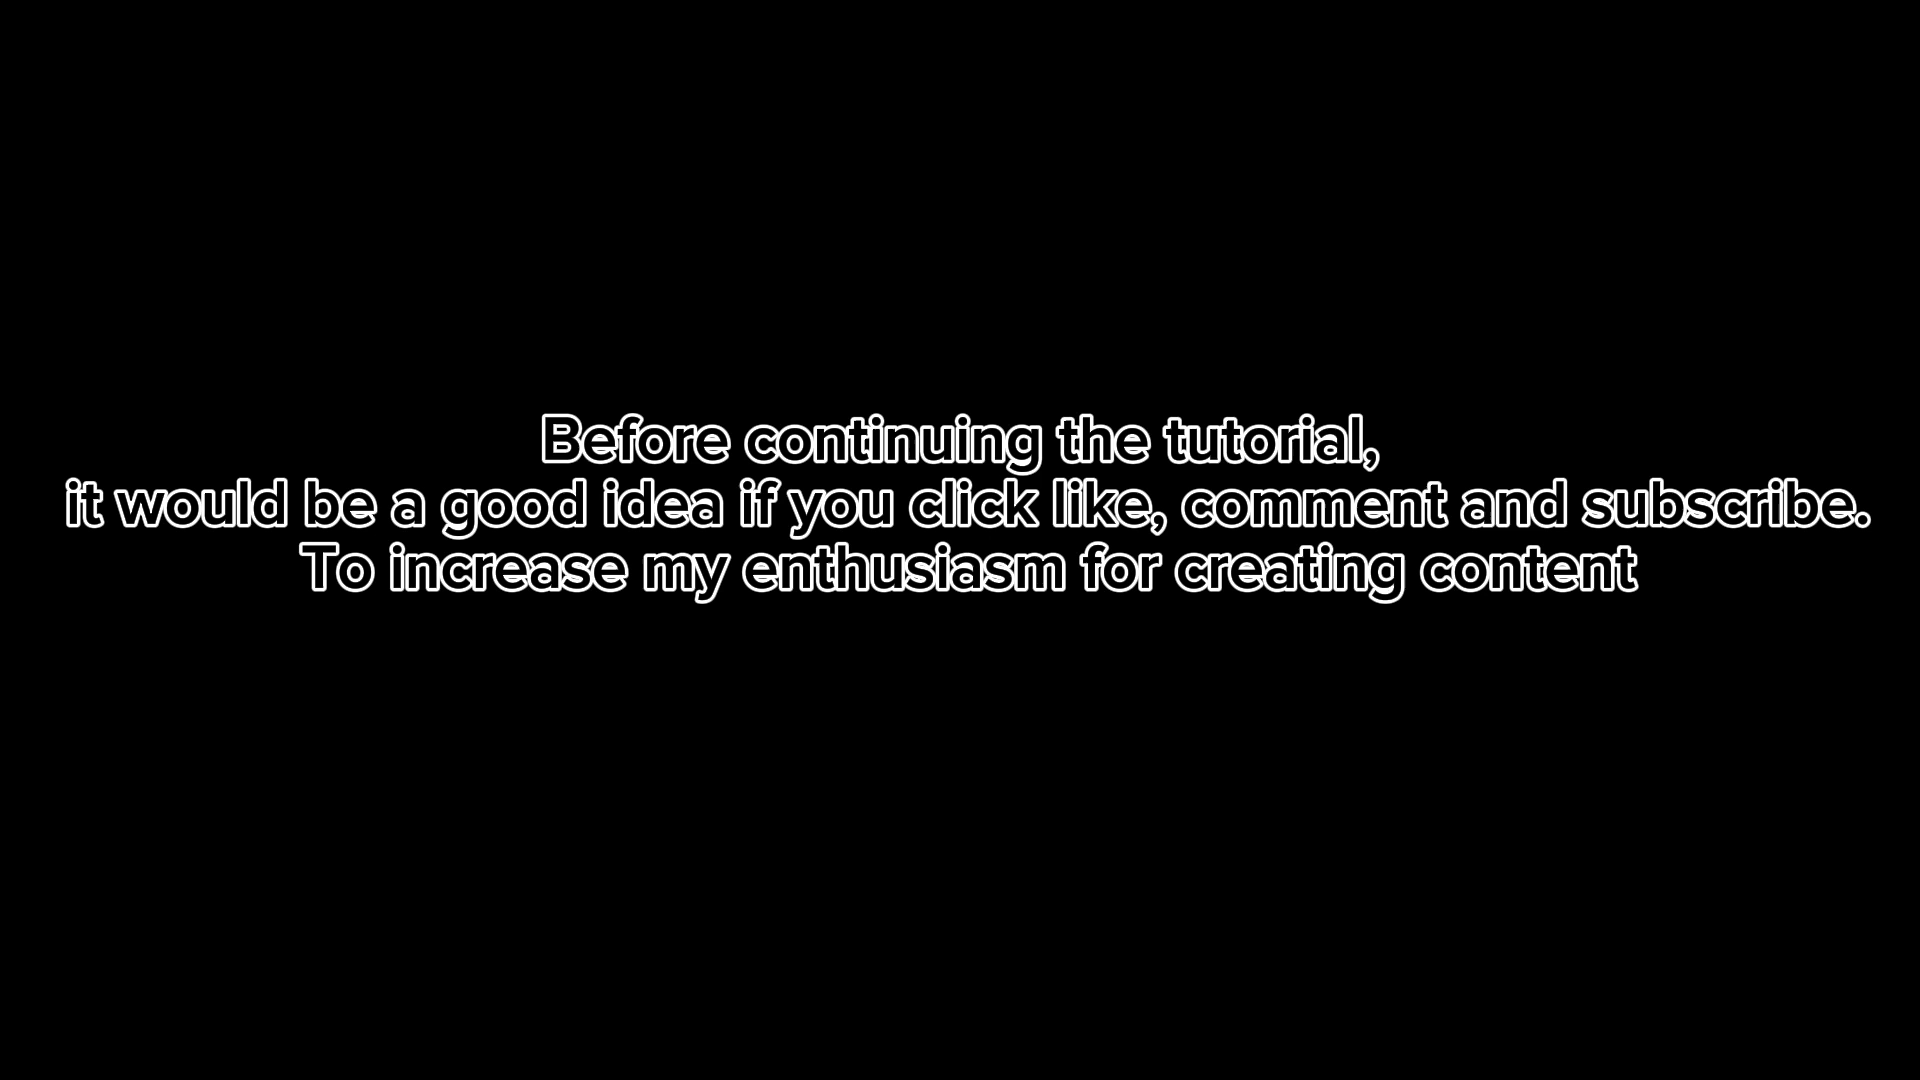 Before continuing the tutorial,
it would be a good idea if you click like, comment and subscribe.
To increase my enthusiasm for creating content